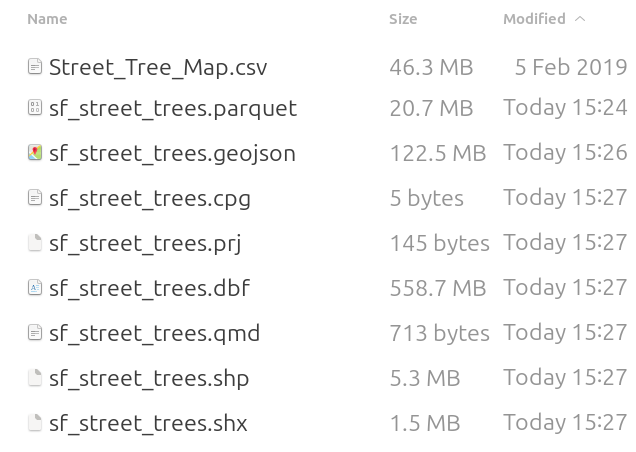 Name Size Modified
Street_Tree_Map.csv 46.3 MB 5 Feb 2019
sf_street_trees.parquet 20.7 MB Today 15:24
sf_street_trees.geojson 122.5 MB Today 15:26
sf_street_trees.cpg 5 bytes Today 15:27
sf_street_trees.prj 145 bytes Today 15:27
sf_street_trees.dbf 558.7 MB Today 15:27
sf_street_trees.qmd 713 bytes Today 15:27
sf_street_trees.shp 5.3 MB Today 15:27
sf_street_trees.shx 1.5 MB Today 15:27